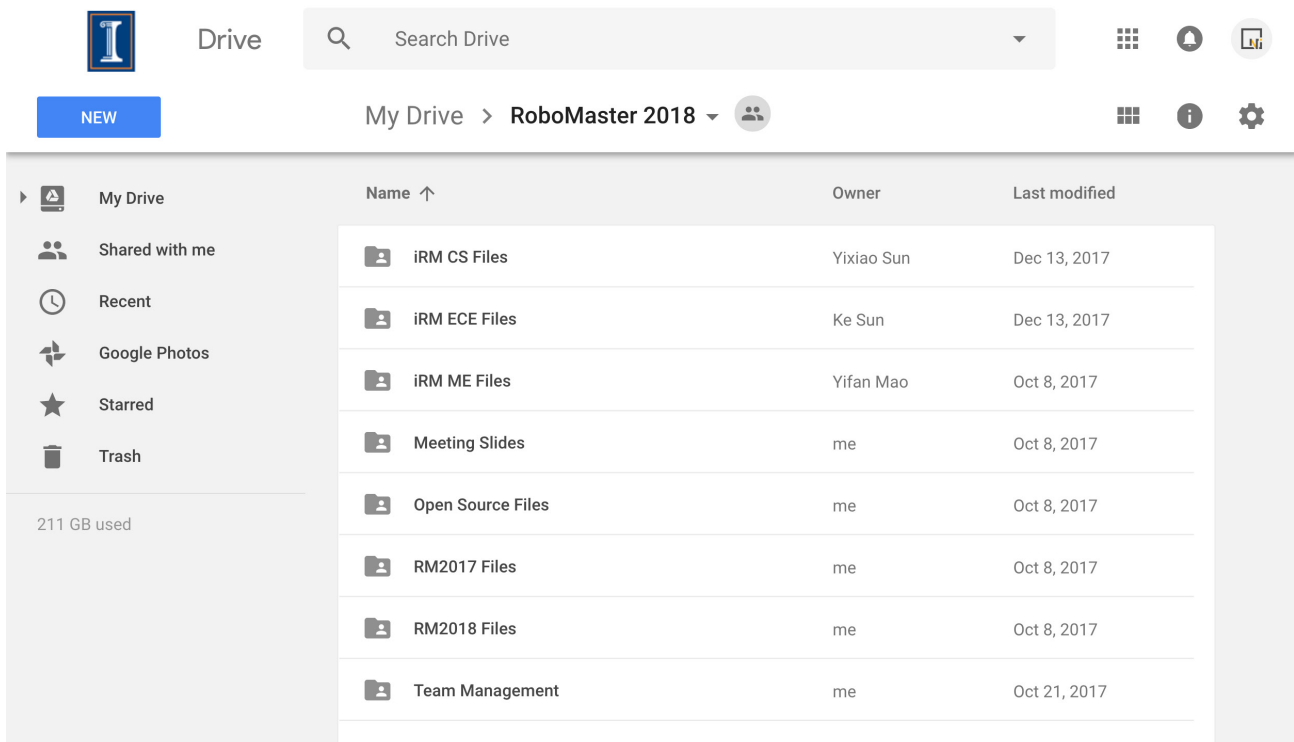 Drive
Search Drive
NEW
My Drive > RoboMaster 2018
My Drive
Shared with me
Recent
Google Photos
Starred
Trash
211 GB used
Name Owner Last modified
iRM CS Files Yixiao Sun Dec 13, 2017
iRM ECE Files Ke Sun Dec 13, 2017
iRM ME Files Yifan Mao Oct 8, 2017
Meeting Slides me Oct 8, 2017
Open Source Files me Oct 8, 2017
RM2017 Files me Oct 8, 2017
RM2018 Files me Oct 8, 2017
Team Management me Oct 21, 2017